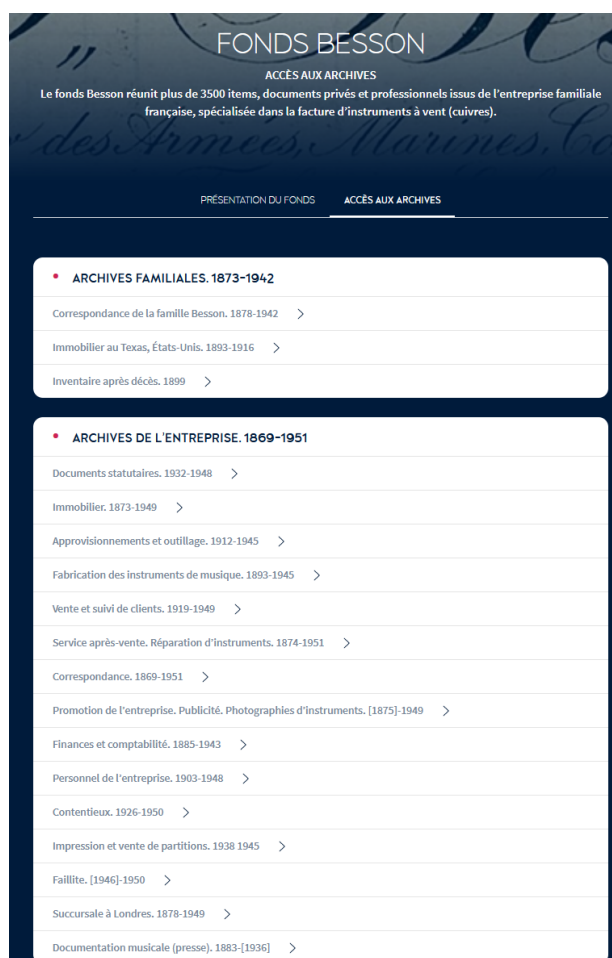 FONDS BESSON
ACCÈS AUX ARCHIVES
Le fonds Besson réunit plus de 3500 items, documents privés et professionnels issus de l'entreprise familiale
française, spécialisée dans la facture d'instruments à vent (cuivres).
des Armées, Marines, Co
PRÉSENTATION DU FONDS ACCÈS AUX ARCHIVES
• ARCHIVES FAMILIALES. 1873-1942
Correspondance de la famille Besson. 1878-1942 >
Immobilier au Texas, États-Unis. 1893-1916 >
Inventaire après décès. 1899 >
• ARCHIVES DE L'ENTREPRISE. 1869-1951
Documents statutaires. 1932-1948 >
Immobilier. 1873-1949 >
Approvisionnements et outillage. 1912-1945 >
Fabrication des instruments de musique. 1893-1945 >
Vente et suivi de clients. 1919-1949 >
Service après-vente. Réparation d'instruments. 1874-1951 >
Correspondance. 1869-1951 >
Promotion de l'entreprise. Publicité. Photographies d'instruments. [1875]-1949 >
Finances et comptabilité. 1885-1943 >
Personnel de l'entreprise. 1903-1948 >
Contentieux. 1926-1950 >
Impression et vente de partitions. 1938 1945 >
Faillite. [1946]-1950 >
Succursale à Londres. 1878-1949 >
Documentation musicale (presse). 1883-[1936] >